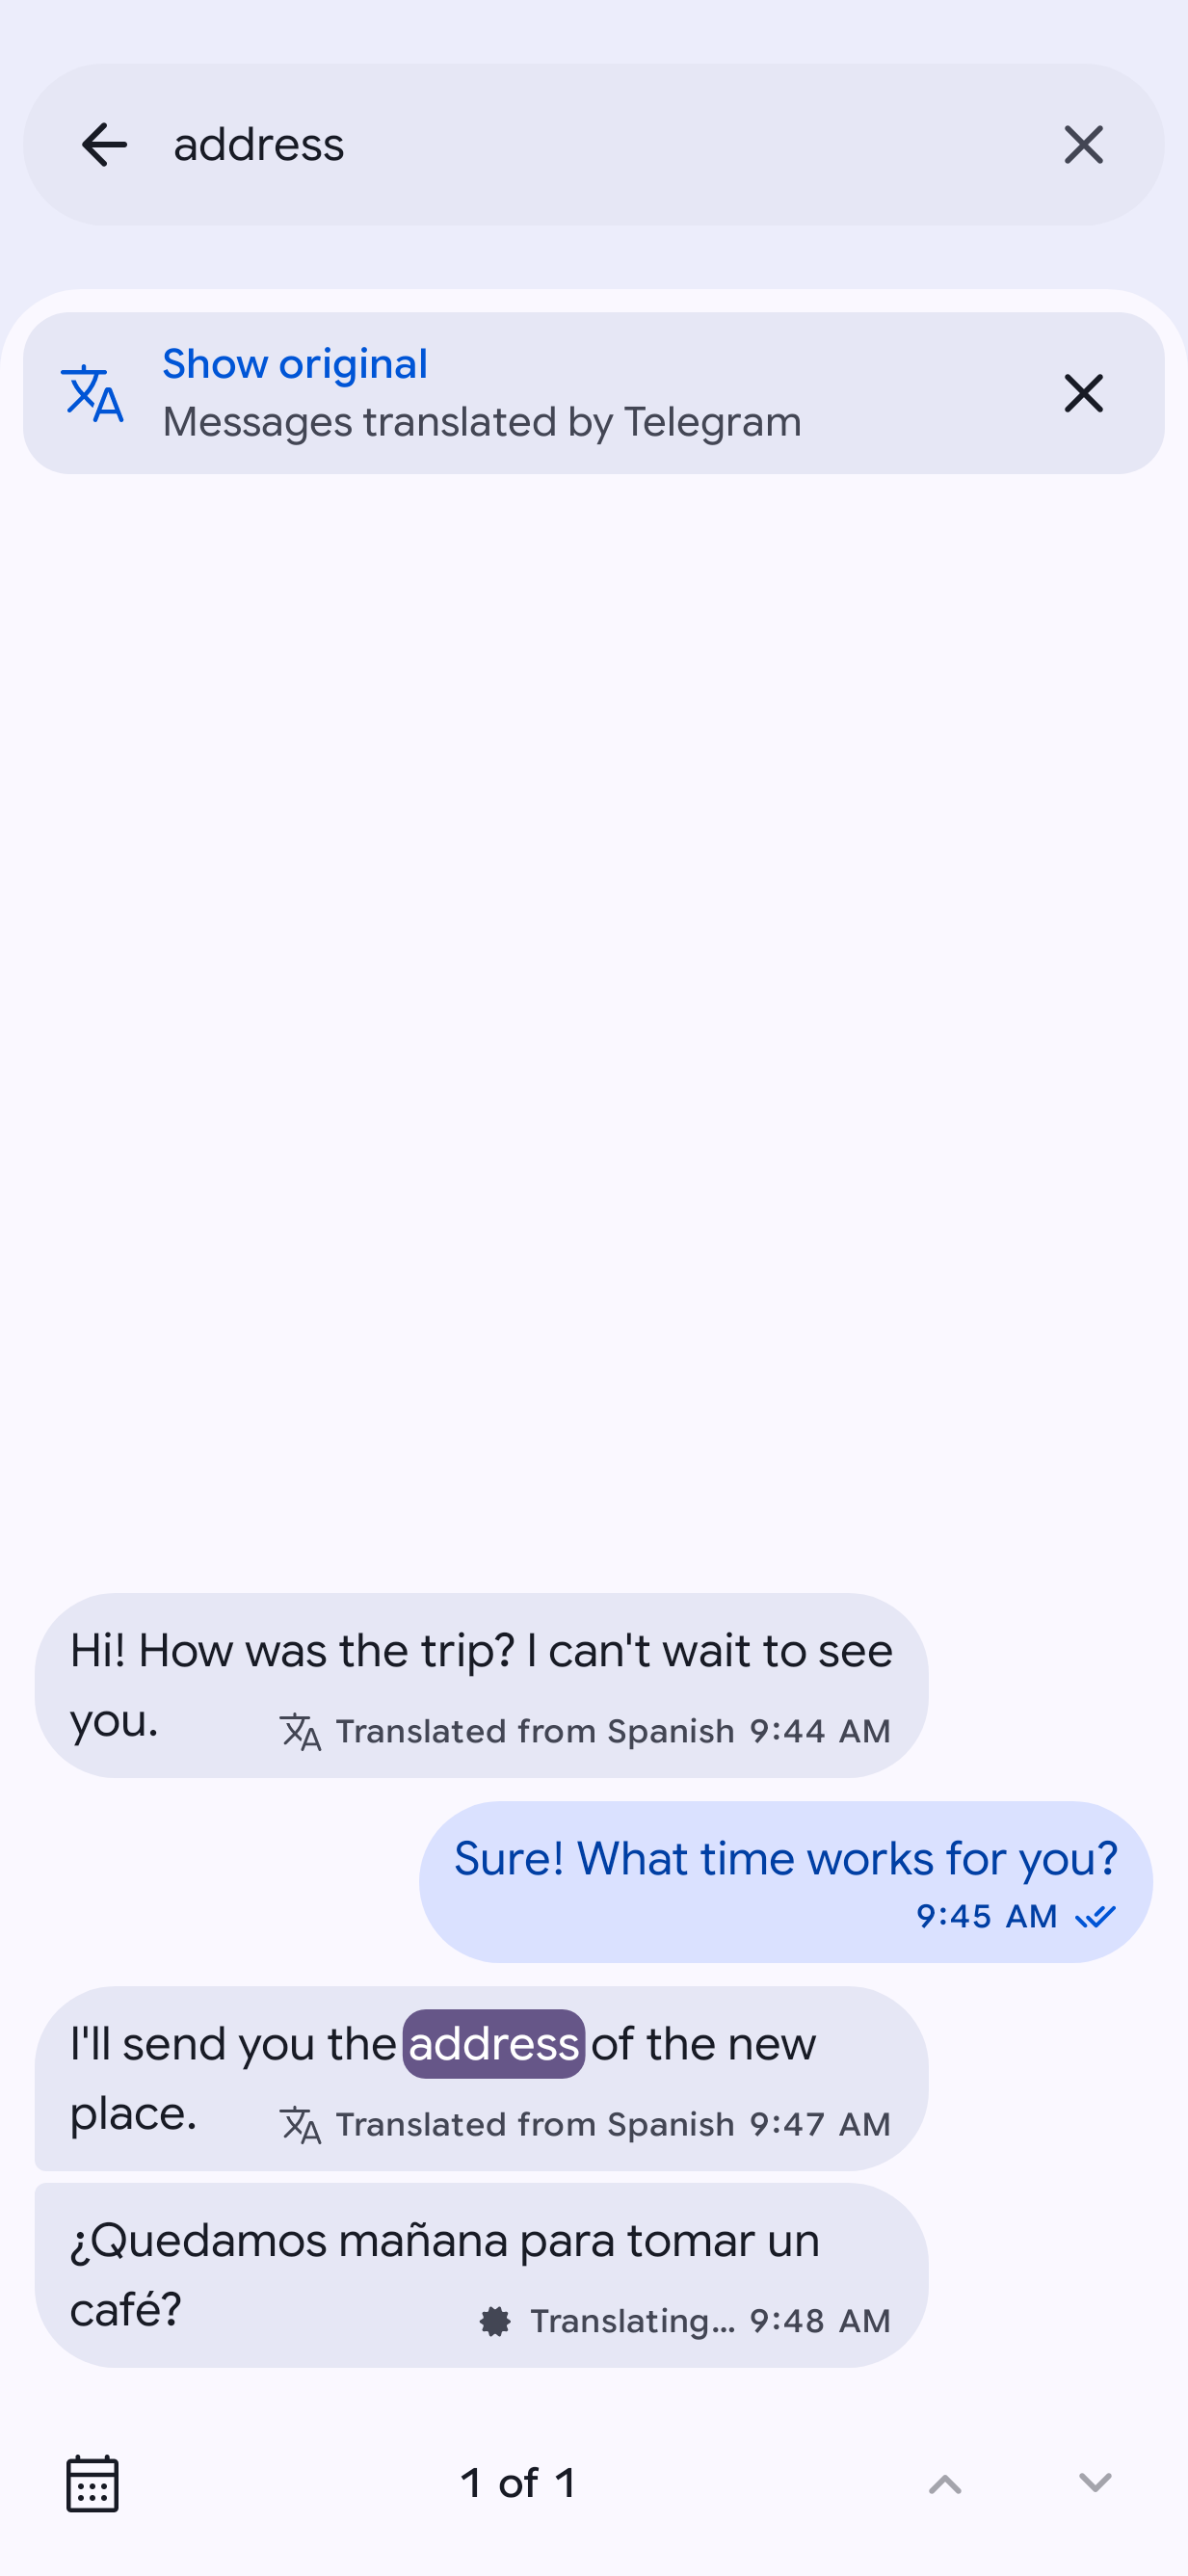 address
Show original
Messages translated by Telegram
Hi! How was the trip? I can't wait to see
you.
Translated from Spanish 9:44 AM
Sure! What time works for you?
9:45 AM
I'll send you the address of the new
place.
Translated from Spanish 9:47 AM
¿Quedamos mañana para tomar un
café?
Translating... 9:48 AM
1 of 1